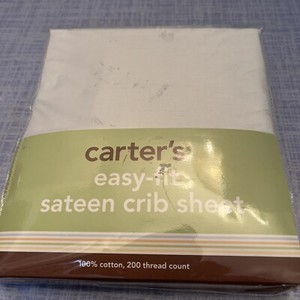 carter's
easy-fit
sateen crib sheet
100% cotton, 200 thread count